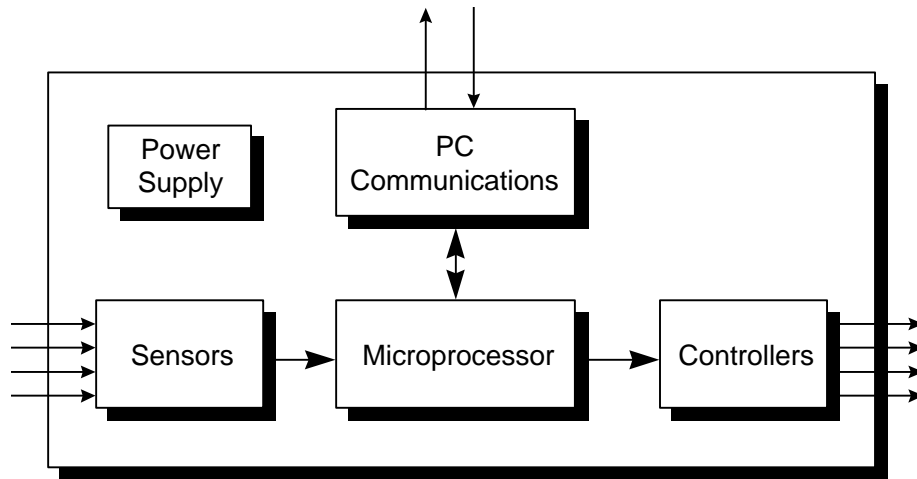 Power
Supply
PC
Communications
Sensors
Microprocessor
Controllers